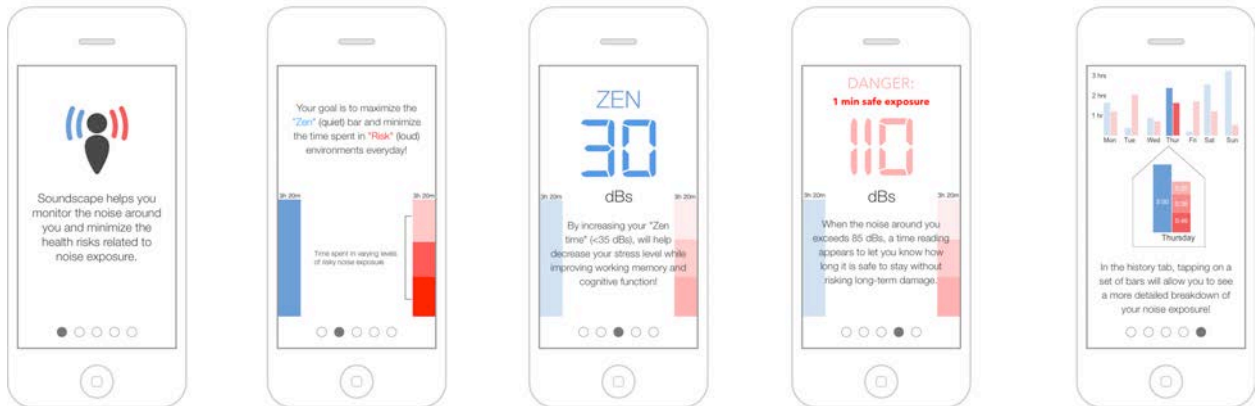 Soundscape helps you
monitor the noise around
you and minimize the
health risks related to
noise exposure.
Your goal is to maximize the
"Zen" (quiet) bar and minimize
the time spent in "Risk" (loud)
environments everyday!
3h 20m
3h 20m
Time spent in varying levels
of risky noise exposure
ZEN
30
dBs
3h 20m
3h 20m
By increasing your "Zen
time" (<35 dBs), will help
decrease your stress level while
improving working memory and
cognitive function!
DANGER:
1 min safe exposure
110
dBs
3h 20m
3h 20m
When the noise around you
exceeds 85 dBs, a time reading
appears to let you know how
long it is safe to stay without
risking long-term damage.
3 hrs
2 hrs
1 hr
Mon Tue Wed Thur Fri Sat Sun
Thursday
In the history tab, tapping on a
set of bars will allow you to see
a more detailed breakdown of
your noise exposure!